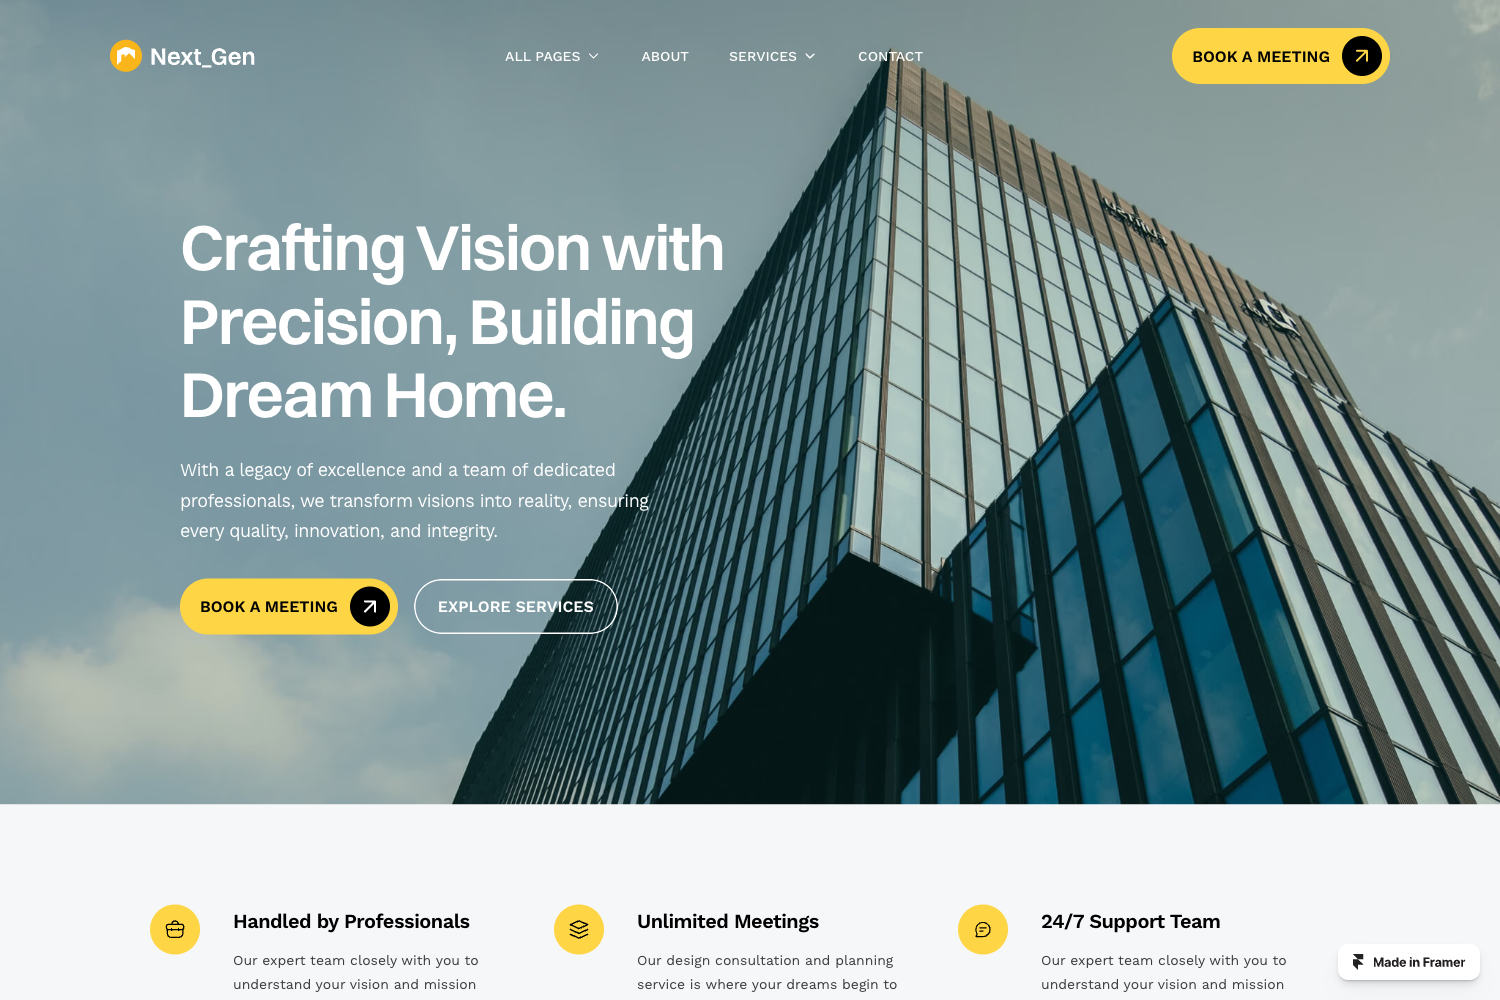 Next_Gen
ALL PAGES
ABOUT
SERVICES
CONTACT
BOOK A MEETING
Crafting Vision with
Precision, Building
Dream Home.
With a legacy of excellence and a team of dedicated
professionals, we transform visions into reality, ensuring
every quality, innovation, and integrity.
BOOK A MEETING
EXPLORE SERVICES
Handled by Professionals
Our expert team closely with you to
understand your vision and mission
Unlimited Meetings
Our design consultation and planning
service is where your dreams begin to
24/7 Support Team
Our expert team closely with you to
understand your vision and mission
Made in Framer